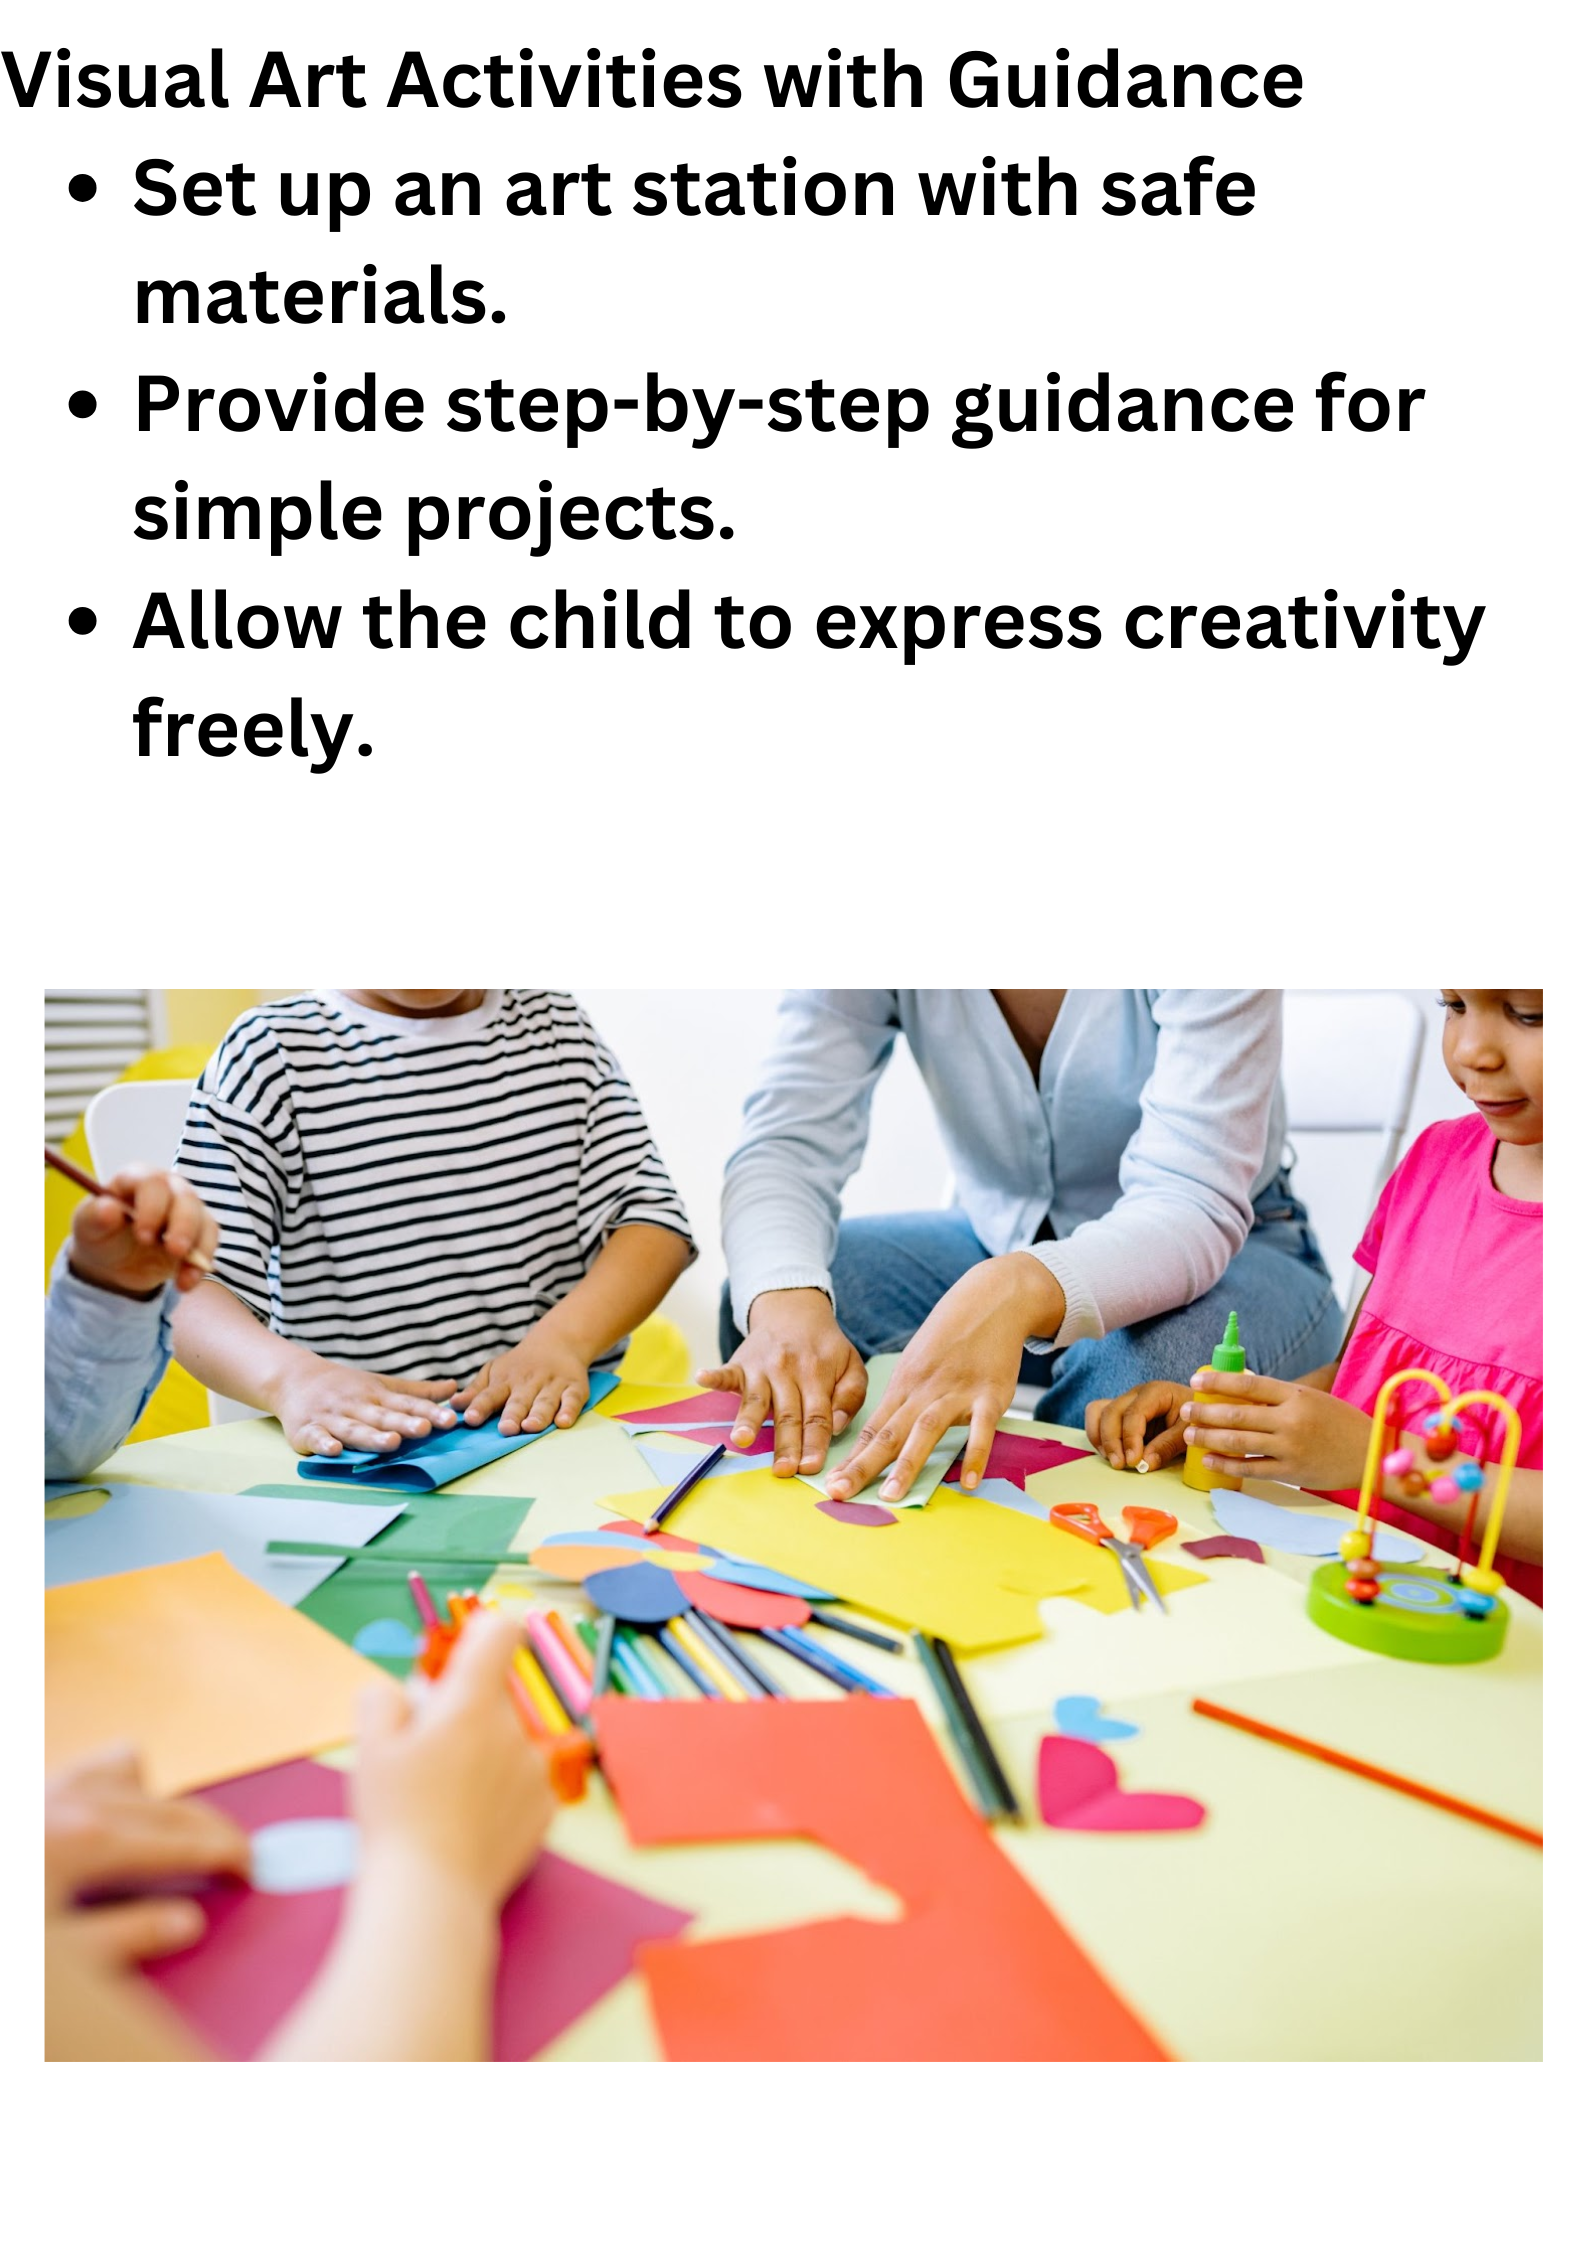 Visual Art Activities with Guidance
• Set up an art station with safe
materials.
• Provide step-by-step guidance for
simple projects.
• Allow the child to express creativity
freely.